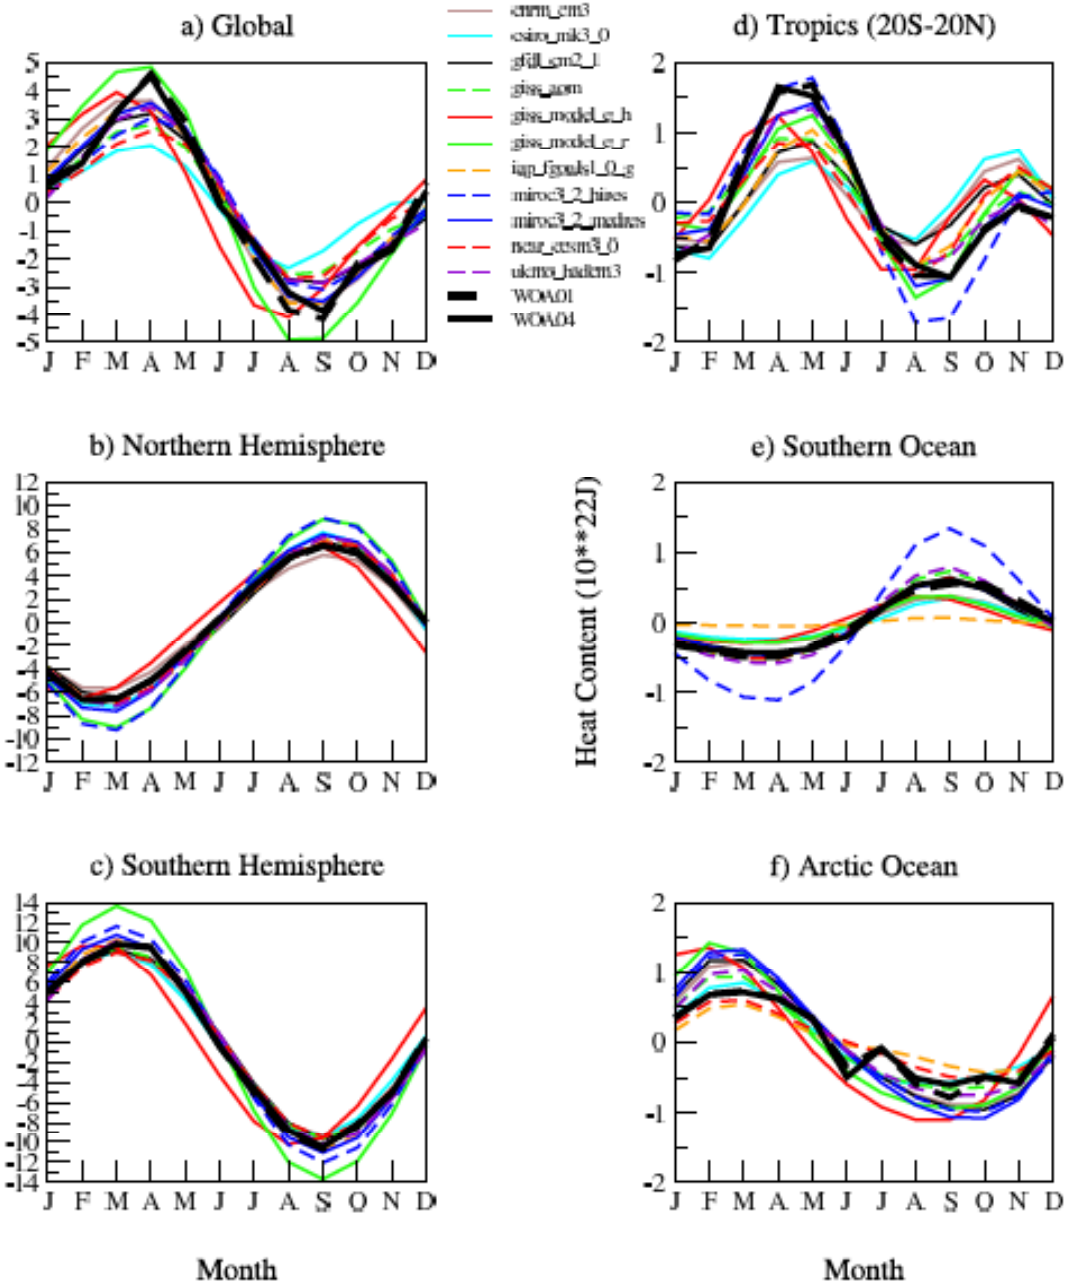 a) Global
5
4
3
2
1
0
-1
-2
-3
-4
-5
J F M A M J J A S O N D
cnrm_cm3
csiro_mk3_0
gfdl_cm2_1
giss_aom
giss_model_e_h
giss_model_e_r
iap_fgoals1_0_g
miroc3_2_hires
miroc3_2_medres
ncar_ccsm3_0
ukmo_hadcm3
WOA01
WOA04
d) Tropics (20S-20N)
2
1
0
-1
-2
J F M A M J J A S O N D
b) Northern Hemisphere
12
10
8
6
4
2
0
-2
-4
-6
-8
-10
-12
J F M A M J J A S O N D
e) Southern Ocean
Heat Content (10**22J)
2
1
0
-1
-2
J F M A M J J A S O N D
c) Southern Hemisphere
14
12
10
8
6
4
2
0
-2
-4
-6
-8
-10
-12
-14
J F M A M J J A S O N D
Month
f) Arctic Ocean
2
1
0
-1
-2
J F M A M J J A S O N D
Month